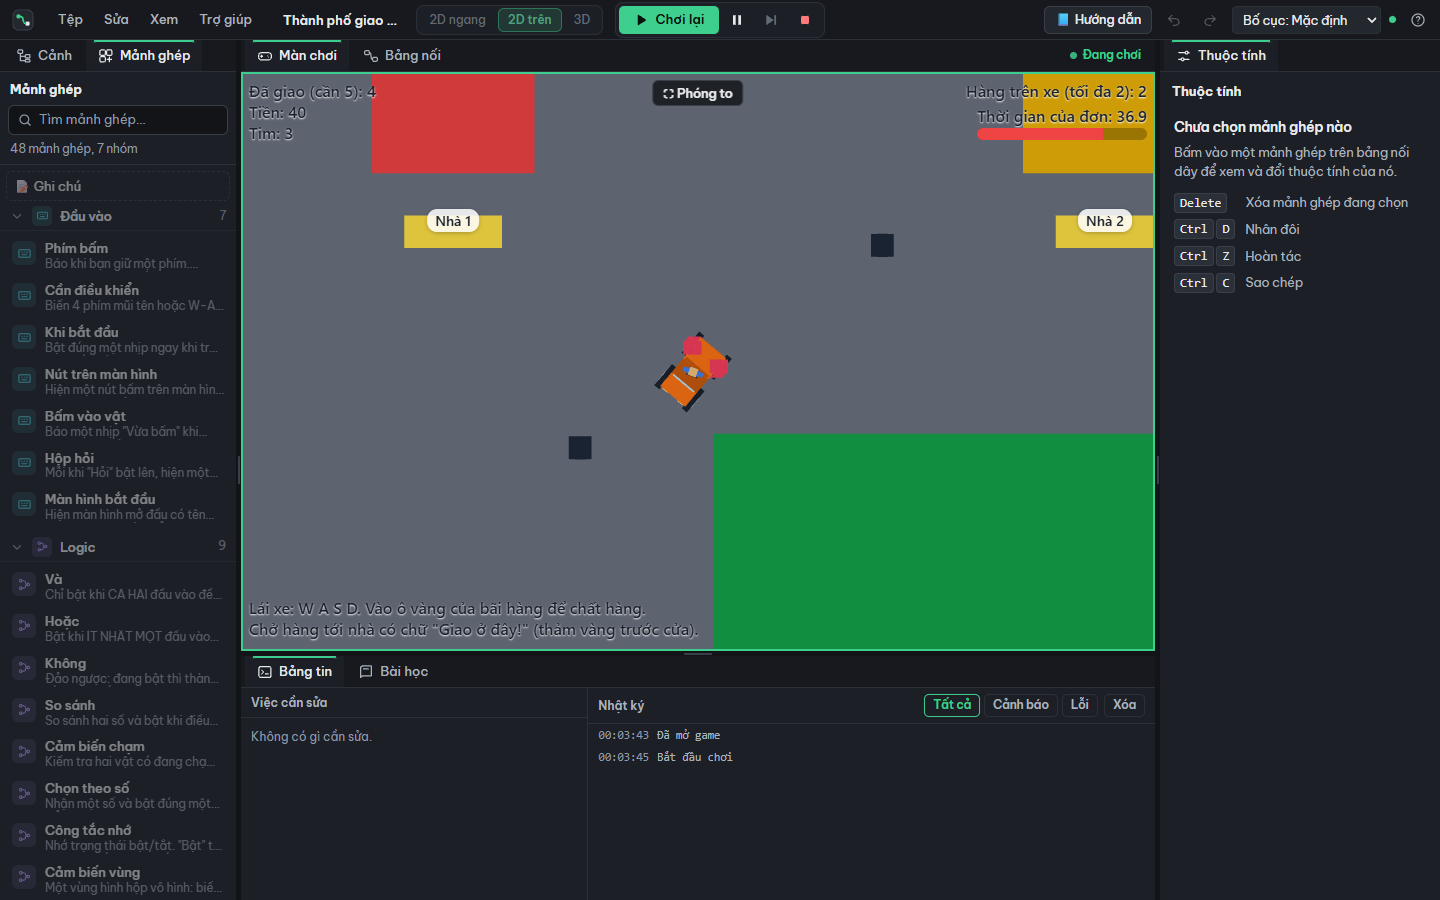 Tệp Sửa Xem Trợ giúp Thành phố giao ... 2D ngang 2D trên 3D Chơi lại Hướng dẫn Bố cục: Mặc định
Cảnh Mảnh ghép
Mảnh ghép
Tìm mảnh ghép...
48 mảnh ghép, 7 nhóm
Ghi chú
Đầu vào 7
Phím bấm
Báo khi bạn giữ một phím....
Cần điều khiển
Biến 4 phím mũi tên hoặc W-A...
Khi bắt đầu
Bật đúng một nhịp ngay khi tr...
Nút trên màn hình
Hiện một nút bấm trên màn hìn...
Bấm vào vật
Báo một nhịp "Vừa bấm" khi...
Hộp hỏi
Mỗi khi "Hỏi" bật lên, hiện một...
Màn hình bắt đầu
Hiện màn hình mở đầu có tên...
Logic 9
Và
Chỉ bật khi CẢ HAI đầu vào đề...
Hoặc
Bật khi ÍT NHẤT MỘT đầu vào...
Không
Đảo ngược: đang bật thì thàn...
So sánh
So sánh hai số và bật khi điều...
Cảm biến chạm
Kiểm tra hai vật có đang chạ...
Chọn theo số
Nhận một số và bật đúng một...
Công tắc nhớ
Nhớ trạng thái bật/tắt. "Bật" t...
Cảm biến vùng
Một vùng hình hộp vô hình: biế...
Màn chơi Bảng nối Đang chơi
Đã giao (cần 5): 4
Tiền: 40
Tim: 3
Phóng to
Hàng trên xe (tối đa 2): 2
Thời gian của đơn: 36.9
Nhà 1
Nhà 2
Lái xe: W A S D. Vào ô vàng của bãi hàng để chất hàng.
Chở hàng tới nhà có chữ "Giao ở đây!" (thảm vàng trước cửa).
Bảng tin Bài học
Việc cần sửa
Không có gì cần sửa.
Nhật ký Tất cả Cảnh báo Lỗi Xóa
00:03:43 Đã mở game
00:03:45 Bắt đầu chơi
Thuộc tính
Thuộc tính
Chưa chọn mảnh ghép nào
Bấm vào một mảnh ghép trên bảng nối
dây để xem và đổi thuộc tính của nó.
Delete Xóa mảnh ghép đang chọn
Ctrl D Nhân đôi
Ctrl Z Hoàn tác
Ctrl C Sao chép